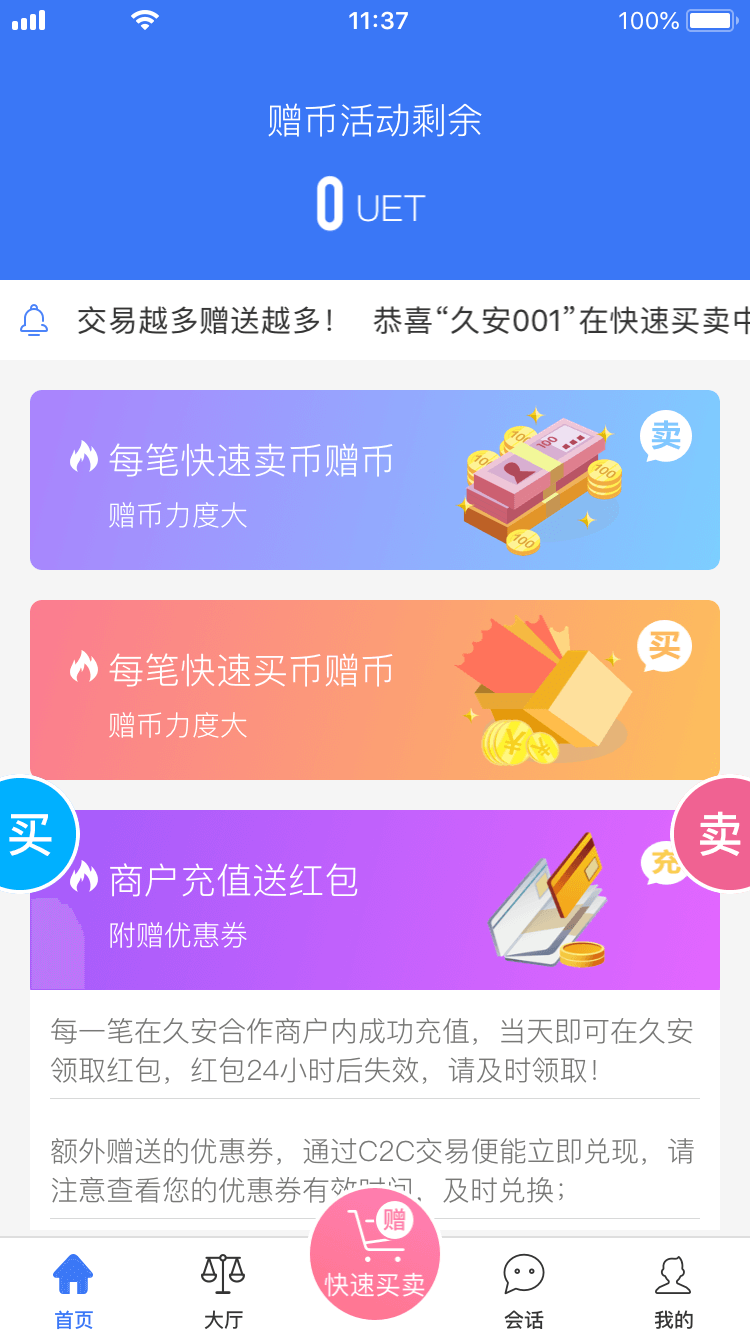 11:37
100%
赠币活动剩余
0 UET
交易越多赠送越多！ 恭喜“久安001”在快速买卖中
每笔快速卖币赠币
赠币力度大
卖
100
100
100
100
100
每笔快速买币赠币
赠币力度大
买
¥
¥
买
卖
商户充值送红包
附赠优惠券
充
每一笔在久安合作商户内成功充值，当天即可在久安
领取红包，红包24小时后失效，请及时领取！
额外赠送的优惠券，通过C2C交易便能立即兑现，请
注意查看您的优惠券有效时间，及时兑换；
赠
快速买卖
首页
大厅
会话
我的